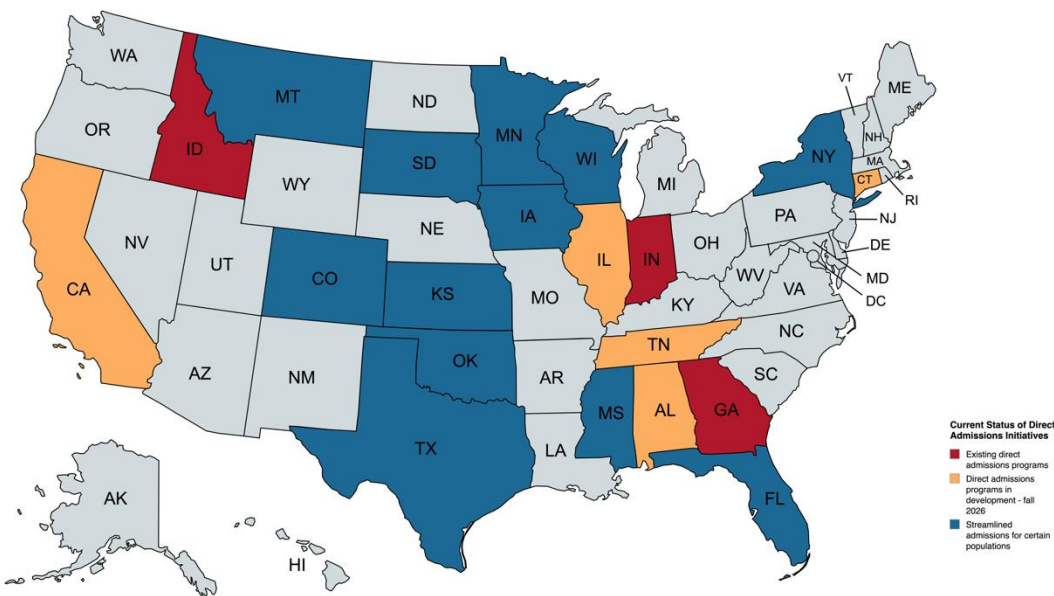 WA
MT
ND
MN
VT
ME
OR
ID
SD
WI
NY
NH
MA
CT
RI
WY
MI
IA
PA
NJ
NE
NV
UT
CO
IL
IN
OH
DE
MD
DC
WV
VA
CA
KS
MO
KY
NC
TN
AZ
NM
OK
AR
SC
MS
AL
GA
TX
LA
FL
AK
HI
Current Status of Direct
Admissions Initiatives
Existing direct
admissions programs
Direct admissions
programs in
development - fall
2026
Streamlined
admissions for certain
populations